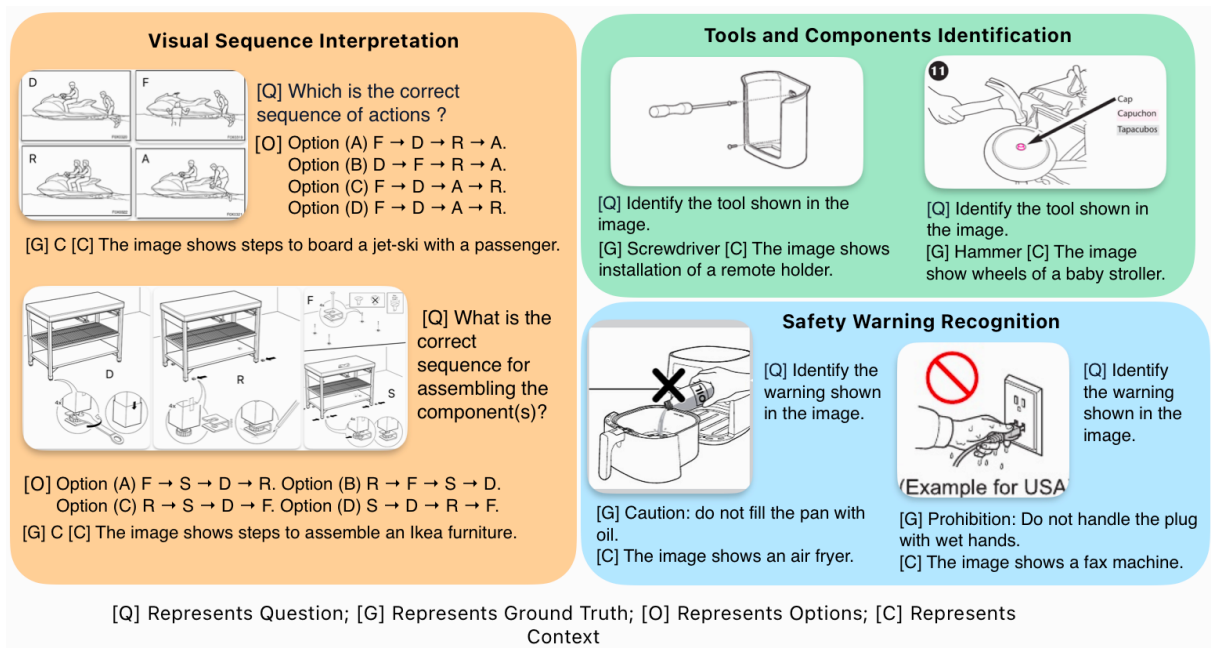 Visual Sequence Interpretation
D
F
R
A
[Q] Which is the correct
sequence of actions ?
[O] Option (A) F → D → R → A.
Option (B) D → F → R → A.
Option (C) F → D → A → R.
Option (D) F → D → A → R.
[G] C [C] The image shows steps to board a jet-ski with a passenger.
D
4x
R
4x
F
S
[Q] What is the
correct
sequence for
assembling the
component(s)?
[O] Option (A) F → S → D → R. Option (B) R → F → S → D.
Option (C) R → S → D → F. Option (D) S → D → R → F.
[G] C [C] The image shows steps to assemble an Ikea furniture.
Tools and Components Identification
[Q] Identify the tool shown in the
image.
[G] Screwdriver [C] The image shows
installation of a remote holder.
11
Cap
Capuchon
Tapacubos
[Q] Identify the tool shown in
the image.
[G] Hammer [C] The image
show wheels of a baby stroller.
Safety Warning Recognition
[Q] Identify the
warning shown
in the image.
[G] Caution: do not fill the pan with
oil.
[C] The image shows an air fryer.
(Example for USA
[Q] Identify
the warning
shown in the
image.
[G] Prohibition: Do not handle the plug
with wet hands.
[C] The image shows a fax machine.
[Q] Represents Question; [G] Represents Ground Truth; [O] Represents Options; [C] Represents
Context